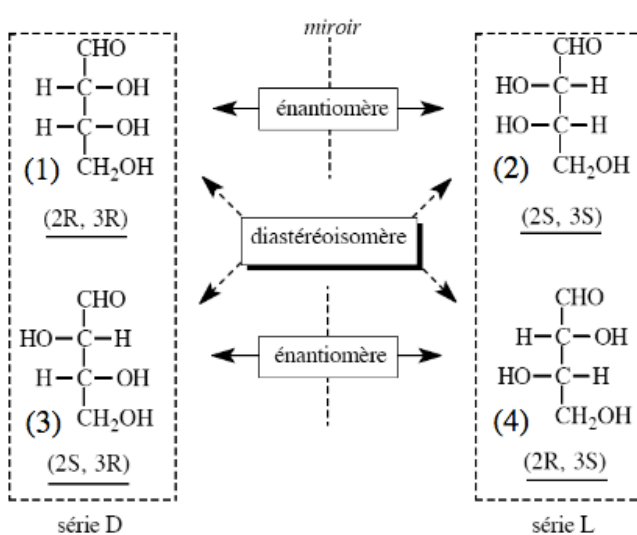 miroir
CHO
H–C–OH
H–C–OH
(1) CH₂OH
(2R, 3R)
énantiomère
CHO
HO–C–H
HO–C–H
(2) CH₂OH
(2S, 3S)
diastéréoisomère
CHO
HO–C–H
H–C–OH
(3) CH₂OH
(2S, 3R)
énantiomère
CHO
H–C–OH
HO–C–H
(4) CH₂OH
(2R, 3S)
série D
série L